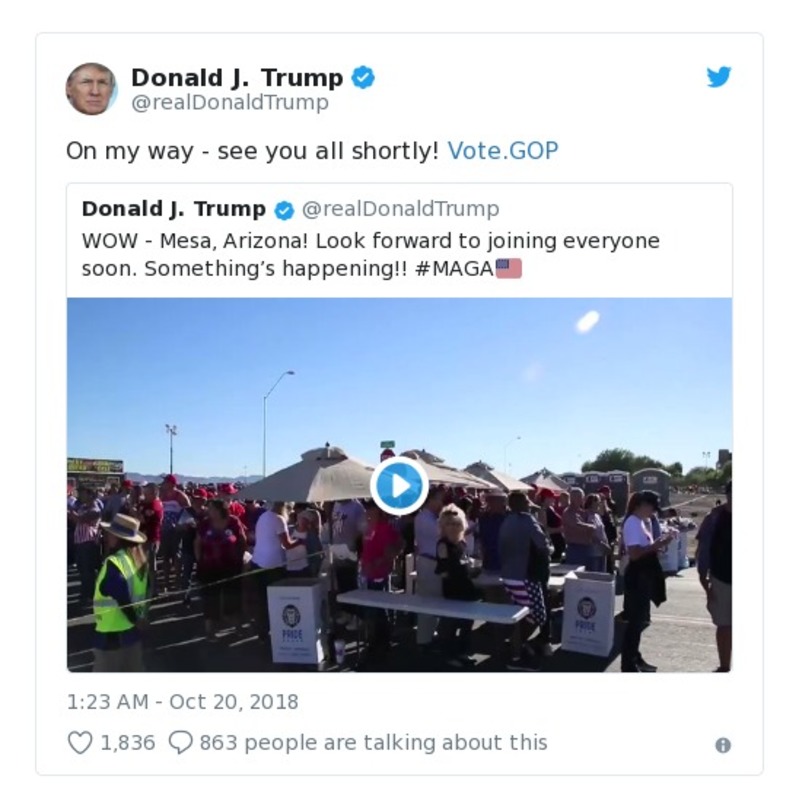 Donald J. Trump
@realDonaldTrump
On my way - see you all shortly! Vote.GOP
Donald J. Trump @realDonaldTrump
WOW - Mesa, Arizona! Look forward to joining everyone
soon. Something’s happening!! #MAGA🇺🇸
PRIDE
PRIDE
1:23 AM - Oct 20, 2018
1,836 863 people are talking about this